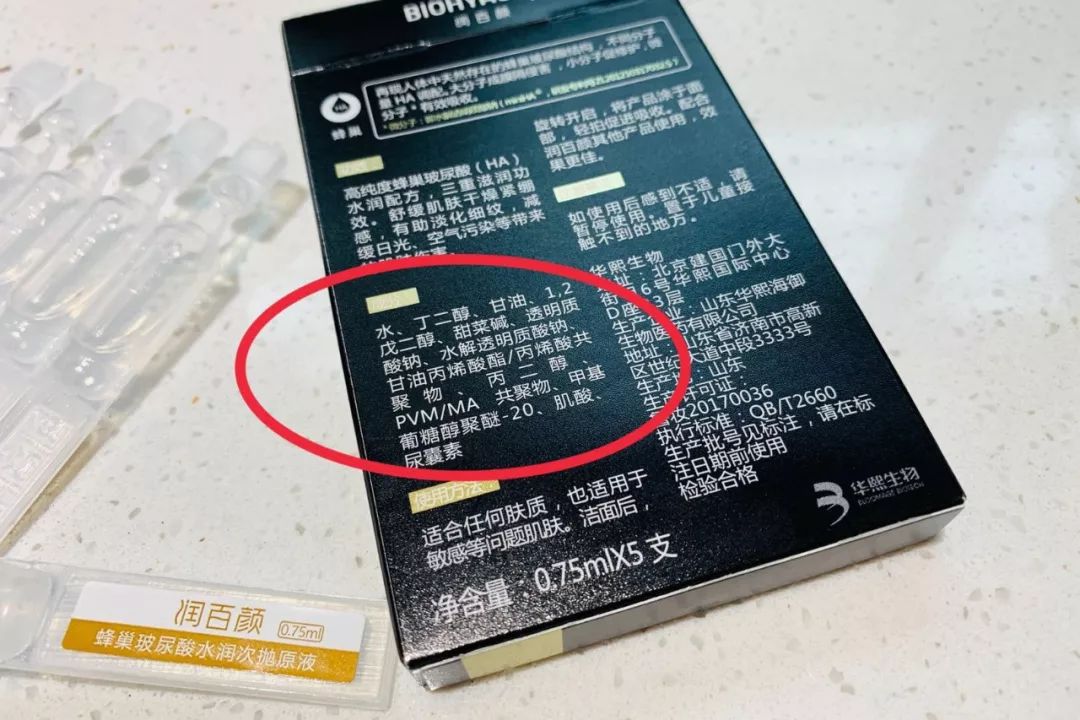 BIOHYA
润百颜
再现人体中天然存在的蜂巢玻尿酸结构，不同分子
量HA调配，大分子成膜隔侵害，小分子促维护，微
分子*有效吸收。
蜂巢
高纯度蜂巢玻尿酸（HA）
水润配方，三重滋润功
效。舒缓肌肤干燥紧绷
感，有助淡化细纹，减
缓日光、空气污染等带来
水、丁二醇、甘油、1,2
戊二醇、甜菜碱、透明质
酸钠、水解透明质酸钠、
甘油丙烯酸酯/丙烯酸共
聚物、丙二醇、
PVM/MA 共聚物、甲基
葡糖醇聚醚-20、肌酸、
尿囊素
使用方法：
适合任何肤质，也适用于
敏感等问题肌肤。洁面后，
旋转开启，将产品涂于面
部，轻拍促进吸收。配合
润百颜其他产品使用，效
果更佳。
如使用后感到不适，请
暂停使用。置于儿童接
触不到的地方。
华熙生物
地址：北京建国门外大
街 6号华熙国际中心
D座 3层
生产企业：山东华熙海御
生物医药有限公司
地址：山东省济南市高新
区世纪大道中段3333号
生产地：山东
生产许可证：
鲁妆20170036
执行标准：QB/T2660
生产批号见标注，请在标
注日期前使用
检验合格
净含量：0.75mlX5 支
华熙生物
BLOOMAGE BIOTECH
润百颜
0.75ml
蜂巢玻尿酸水润次抛原液